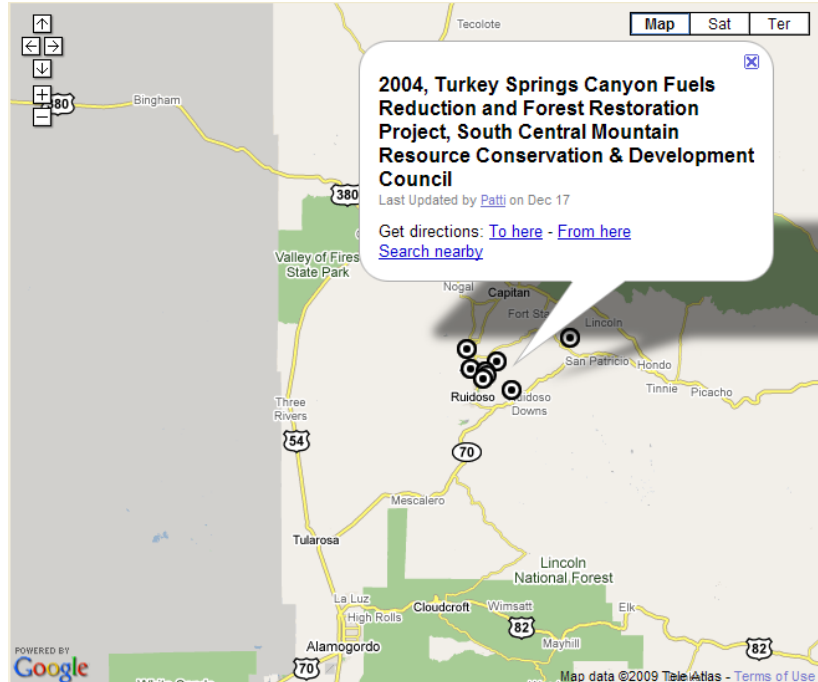 Tecolote
Map Sat Ter
380
Bingham
2004, Turkey Springs Canyon Fuels
Reduction and Forest Restoration
Project, South Central Mountain
Resource Conservation & Development
Council
Last Updated by Patti on Dec 17
Get directions: To here - From here
Search nearby
380
Valley of Fires
State Park
Nogal
Capitan
Fort Sta
Lincoln
San Patricio
Hondo
Tinnie
Picacho
Ruidoso
uidoso
Downs
Three
Rivers
54
70
Mescalero
Tularosa
Lincoln
National Forest
La Luz
High Rolls
Cloudcroft
Wimsatt
Elk
82
Mayhill
82
Alamogordo
70
POWERED BY
Google
Map data ©2009 Tele Atlas - Terms of Use